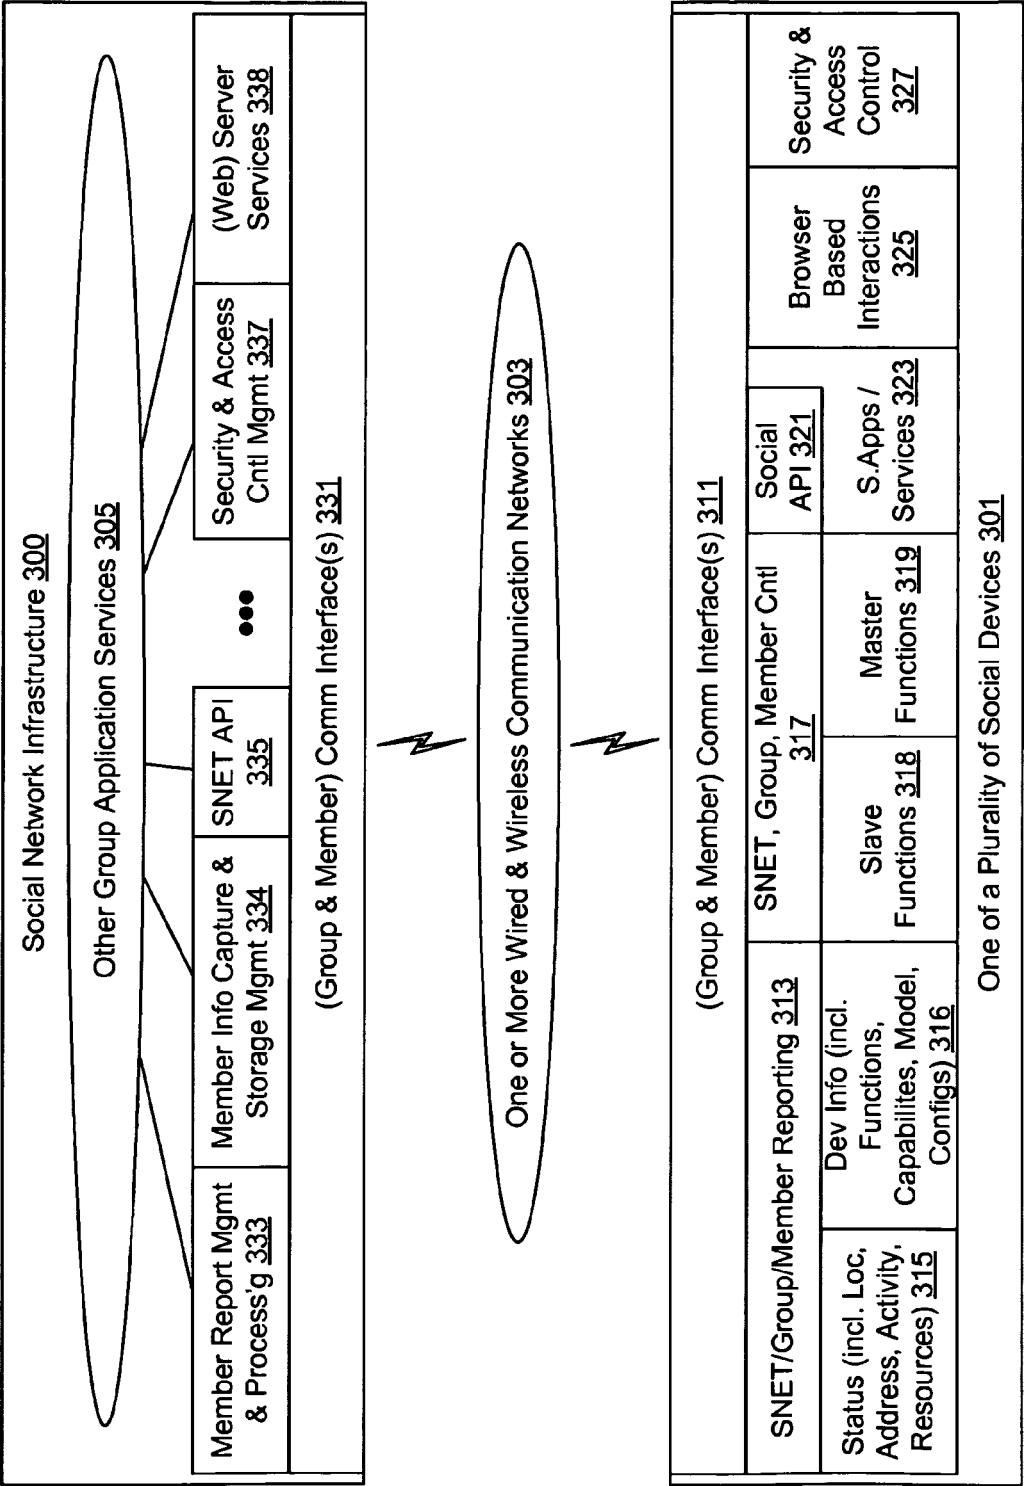 Social Network Infrastructure 300
Other Group Application Services 305
Member Report Mgmt
& Process'g 333
Member Info Capture &
Storage Mgmt 334
SNET API
335
•••
Security & Access
Cntl Mgmt 337
(Web) Server
Services 338
(Group & Member) Comm Interface(s) 331
One or More Wired & Wireless Communication Networks 303
(Group & Member) Comm Interface(s) 311
SNET/Group/Member Reporting 313
Status (incl. Loc,
Address, Activity,
Resources) 315
Dev Info (incl.
Functions,
Capabilites, Model,
Configs) 316
SNET, Group, Member Cntl
317
Slave
Functions 318
Master
Functions 319
Social
API 321
S.Apps /
Services 323
Browser
Based
Interactions
325
Security &
Access
Control
327
One of a Plurality of Social Devices 301